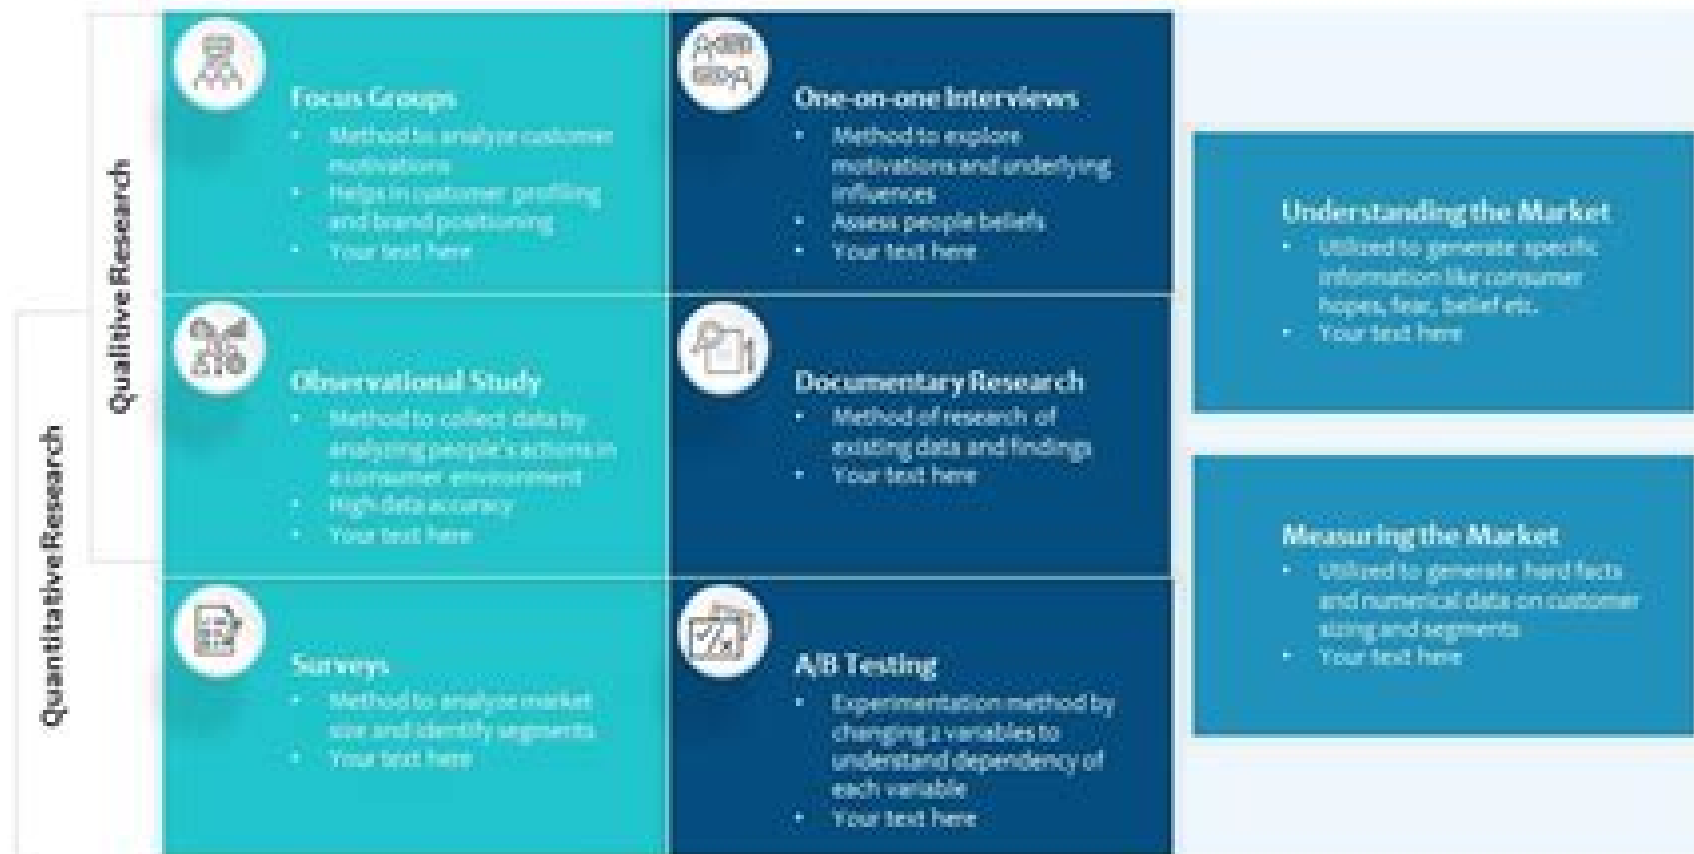 Qualitive Research
Quantitative Research
Focus Groups
• Method to analyze customer
motivations
• Helps in customer profiling
and brand positioning
• Your text here
One-on-one Interviews
• Method to explore
motivations and underlying
influences
• Assess people beliefs
• Your text here
Observational Study
• Method to collect data by
analyzing people's actions in
a consumer environment
• High data accuracy
• Your text here
Documentary Research
• Method of research of
existing data and findings
• Your text here
Surveys
• Method to analyze market
size and identify segments
• Your text here
A/B Testing
• Experimentation method by
changing 2 variables to
understand dependency of
each variable
• Your text here
Understanding the Market
• Utilized to generate specific
information like consumer
hopes, fear, belief etc.
• Your text here
Measuring the Market
• Utilized to generate hard facts
and numerical data on customer
sizing and segments
• Your text here